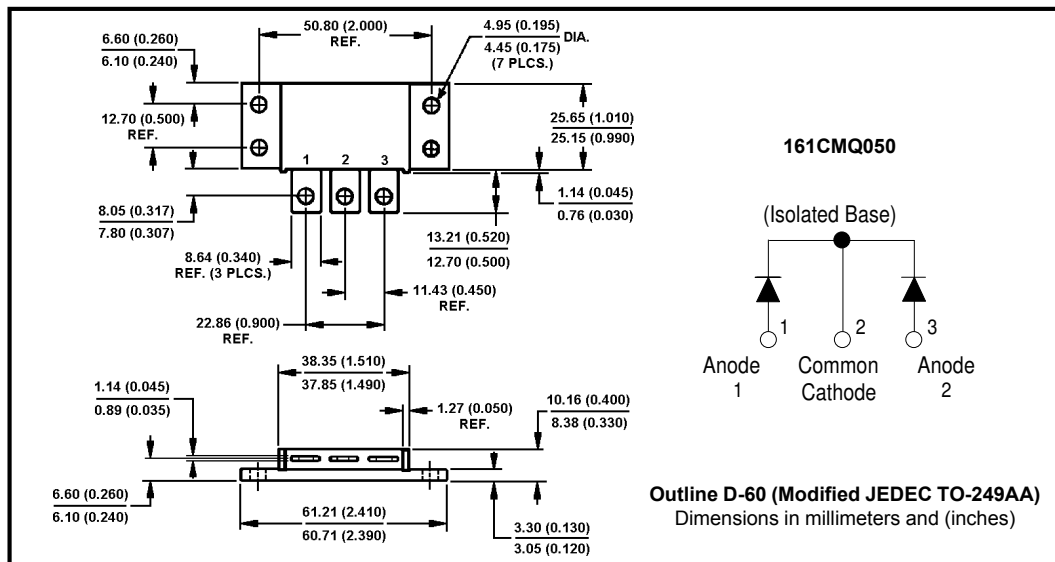 50.80 (2.000)
REF.
4.95 (0.195)
4.45 (0.175)
DIA.
(7 PLCS.)
6.60 (0.260)
6.10 (0.240)
12.70 (0.500)
REF.
25.65 (1.010)
25.15 (0.990)
1 2 3
8.05 (0.317)
7.80 (0.307)
1.14 (0.045)
0.76 (0.030)
13.21 (0.520)
12.70 (0.500)
8.64 (0.340)
REF. (3 PLCS.)
11.43 (0.450)
REF.
22.86 (0.900)
REF.
38.35 (1.510)
37.85 (1.490)
1.14 (0.045)
0.89 (0.035)
1.27 (0.050)
REF.
10.16 (0.400)
8.38 (0.330)
6.60 (0.260)
6.10 (0.240)
61.21 (2.410)
60.71 (2.390)
3.30 (0.130)
3.05 (0.120)
161CMQ050
(Isolated Base)
1 2 3
Anode Common Anode
1 Cathode 2
Outline D-60 (Modified JEDEC TO-249AA)
Dimensions in millimeters and (inches)